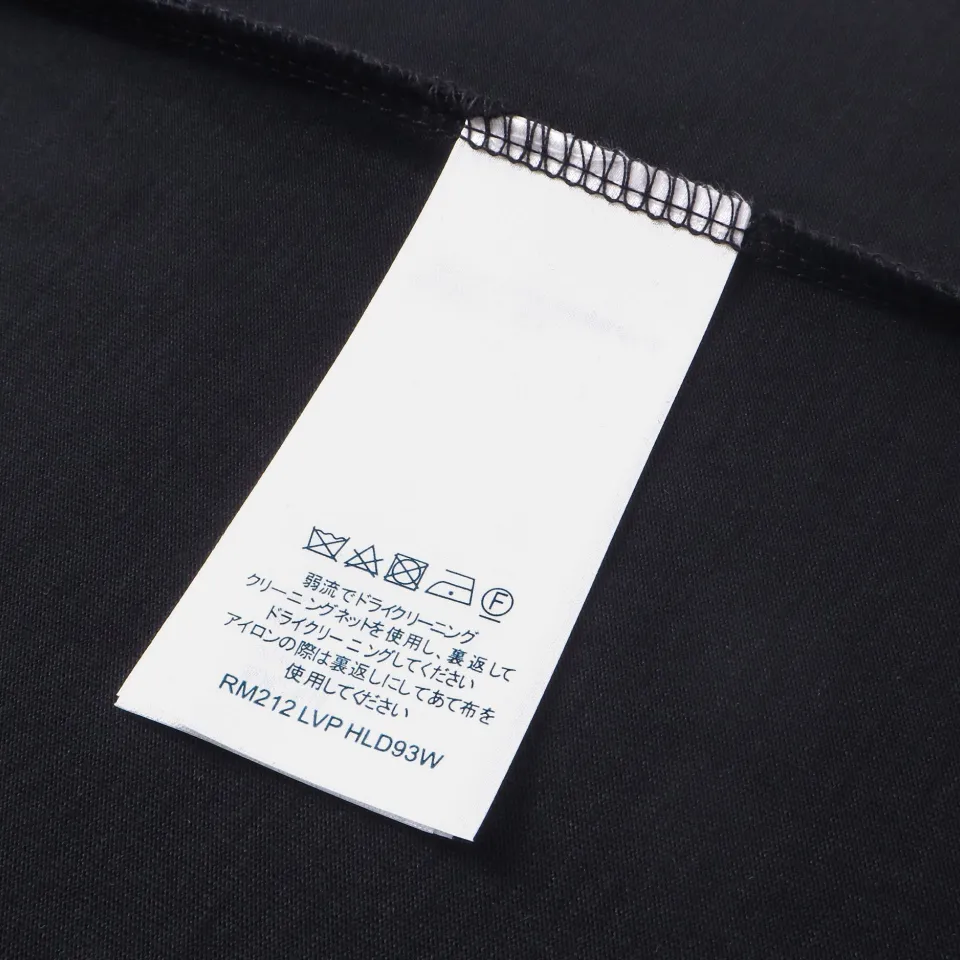 F
弱流でドライクリーニング
クリーニングネットを使用し、裏返して
ドライクリーニングしてください
アイロンの際は裏返しにしてあて布を
使用してください
RM212 LVP HLD93W